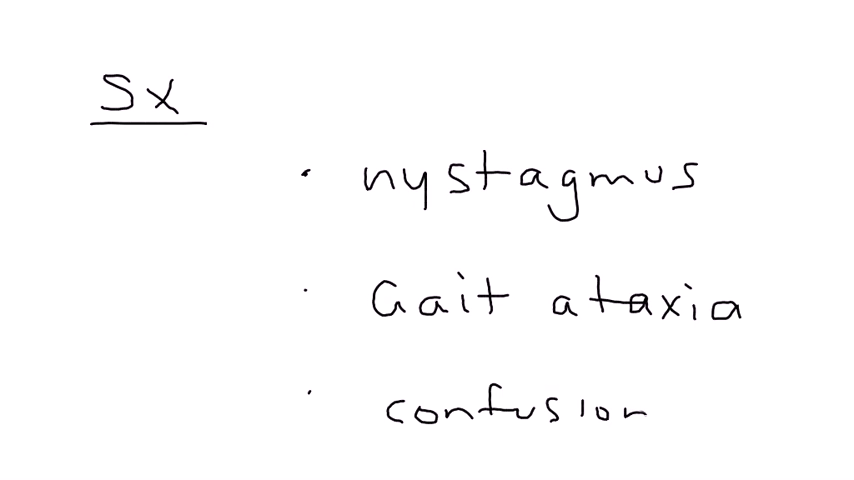 Sx
· nystagmus
· Gait ataxia
· confusion